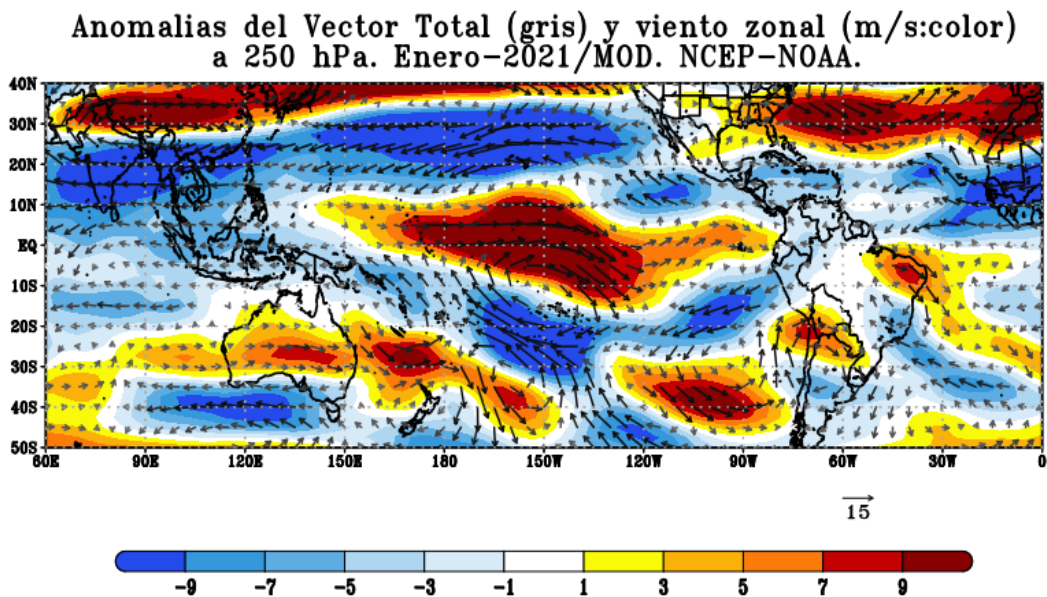 Anomalias del Vector Total (gris) y viento zonal (m/s:color)
a 250 hPa. Enero-2021/MOD. NCEP-NOAA.
40N
30N
20N
10N
EQ
10S
20S
30S
40S
50S
60E 90E 120E 150E 180 150W 120W 90W 60W 30W 0
15
-9 -7 -5 -3 -1 1 3 5 7 9